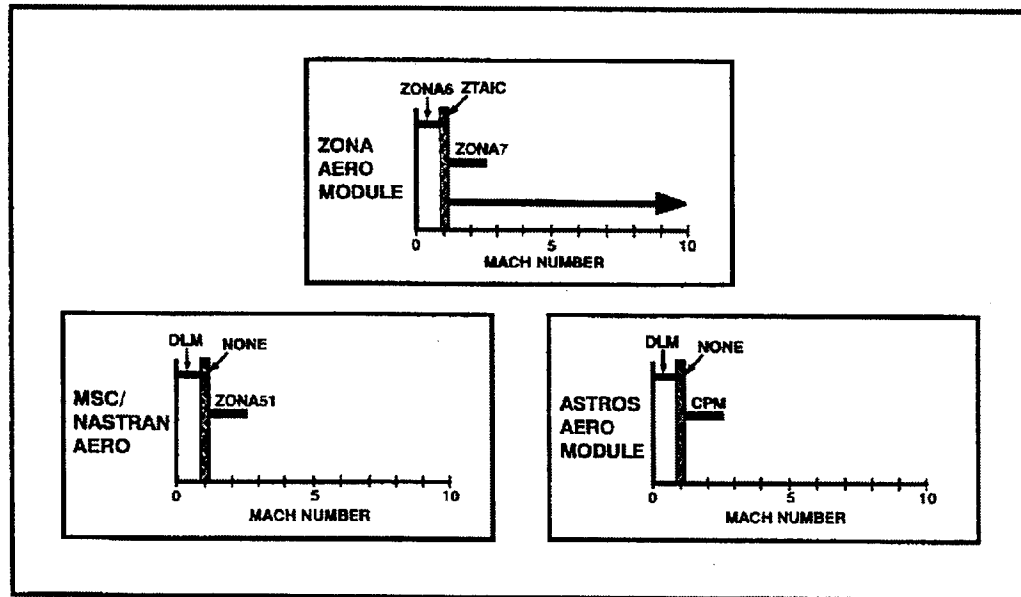 ZONA6 ZTAIC
ZONA7
ZONA
AERO
MODULE
0 5 10
MACH NUMBER
DLM NONE
ZONA51
MSC/
NASTRAN
AERO
0 5 10
MACH NUMBER
DLM NONE
CPM
ASTROS
AERO
MODULE
0 5 10
MACH NUMBER